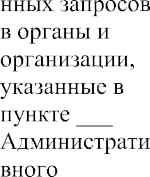 нных запросов
в органы и
организации,
указанные в
пункте ___
Администрати
вного